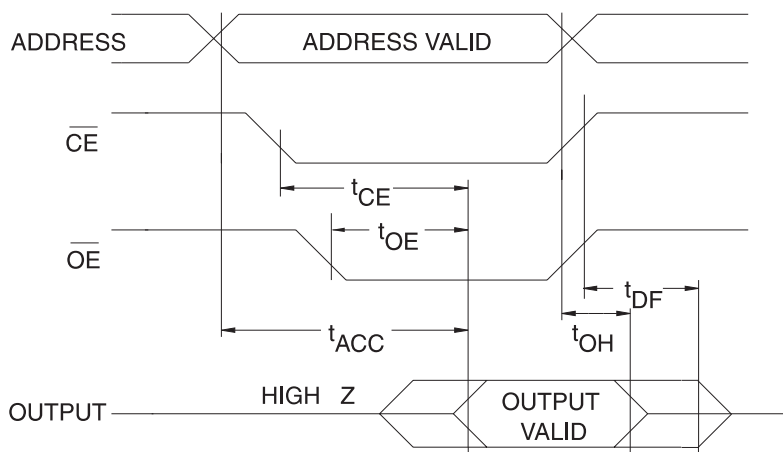 ADDRESS
ADDRESS VALID
CE
tCE
tOE
OE
tDF
tACC
tOH
HIGH Z
OUTPUT
OUTPUT
VALID